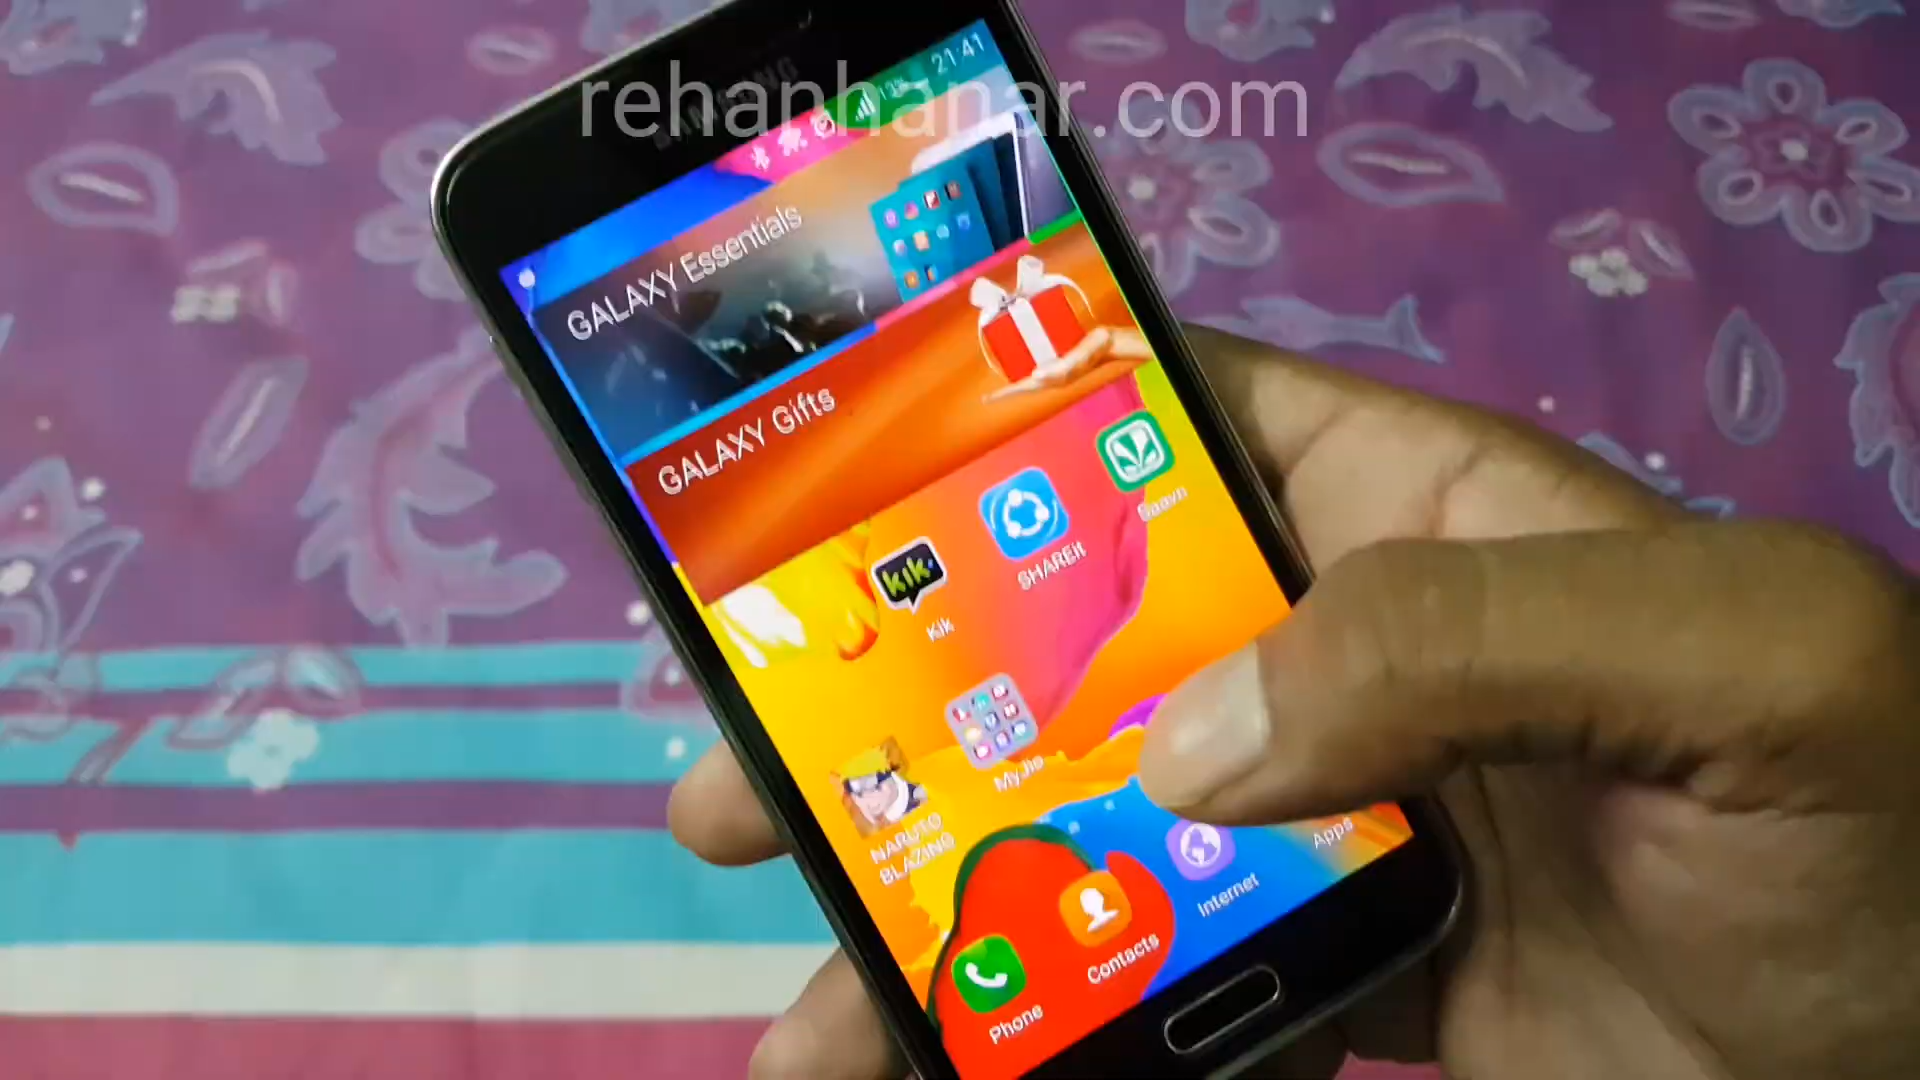 rehanhanar.com
SAMSUNG
21:41
GALAXY Essentials
GALAXY Gifts
kik
Kik
SHAREit
Saavn
NARUTO
BLAZING
MyJio
Phone
Contacts
Internet
Apps